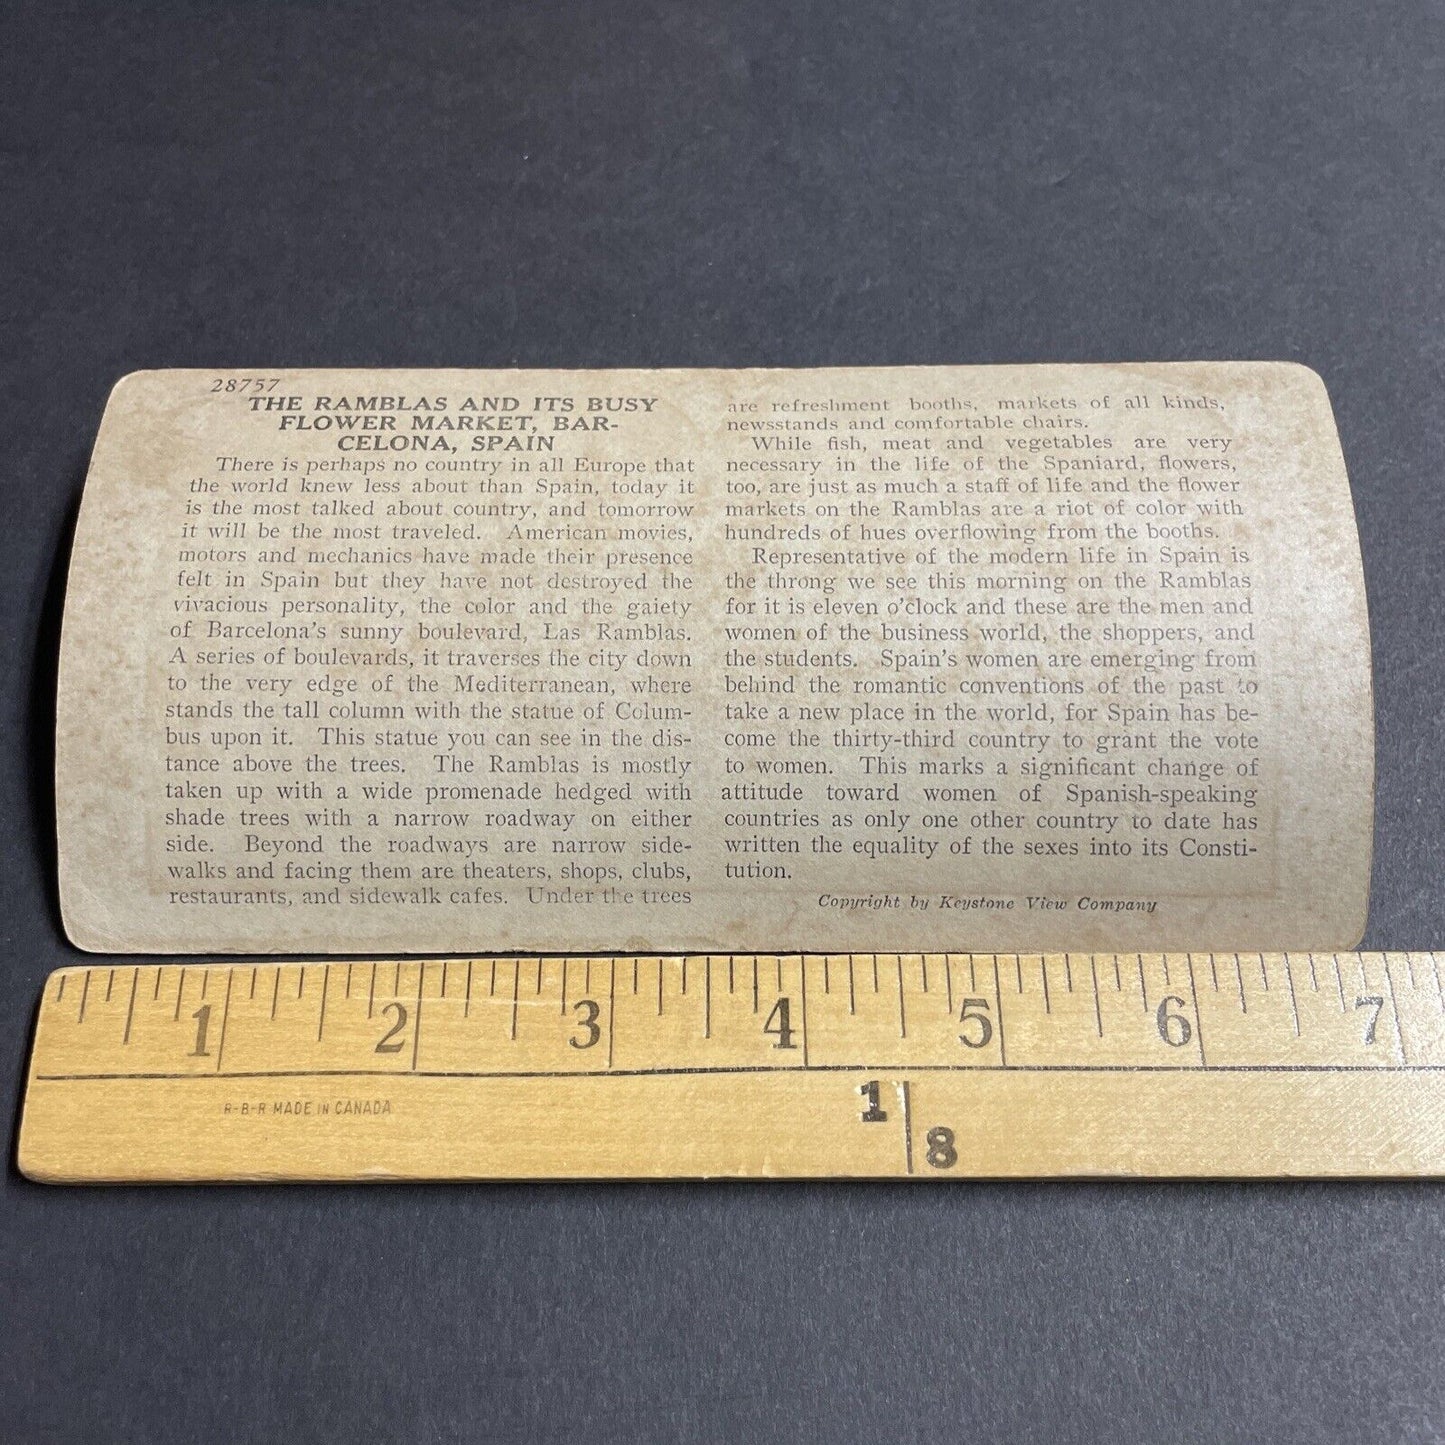 28757
THE RAMBLAS AND ITS BUSY
FLOWER MARKET, BAR-
CELONA, SPAIN
There is perhaps no country in all Europe that
the world knew less about than Spain, today it
is the most talked about country, and tomorrow
it will be the most traveled. American movies,
motors and mechanics have made their presence
felt in Spain but they have not destroyed the
vivacious personality, the color and the gaiety
of Barcelona's sunny boulevard, Las Ramblas.
A series of boulevards, it traverses the city down
to the very edge of the Mediterranean, where
stands the tall column with the statue of Colum-
bus upon it. This statue you can see in the dis-
tance above the trees. The Ramblas is mostly
taken up with a wide promenade hedged with
shade trees with a narrow roadway on either
side. Beyond the roadways are narrow side-
walks and facing them are theaters, shops, clubs,
restaurants, and sidewalk cafes. Under the trees
are refreshment booths, markets of all kinds,
newsstands and comfortable chairs.
While fish, meat and vegetables are very
necessary in the life of the Spaniard, flowers,
too, are just as much a staff of life and the flower
markets on the Ramblas are a riot of color with
hundreds of hues overflowing from the booths.
Representative of the modern life in Spain is
the throng we see this morning on the Ramblas
for it is eleven o'clock and these are the men and
women of the business world, the shoppers, and
the students. Spain's women are emerging from
behind the romantic conventions of the past to
take a new place in the world, for Spain has be-
come the thirty-third country to grant the vote
to women. This marks a significant change of
attitude toward women of Spanish-speaking
countries as only one other country to date has
written the equality of the sexes into its Consti-
tution.
Copyright by Keystone View Company
1 2 3 4 5 6 7
R-B-R MADE IN CANADA
1
8